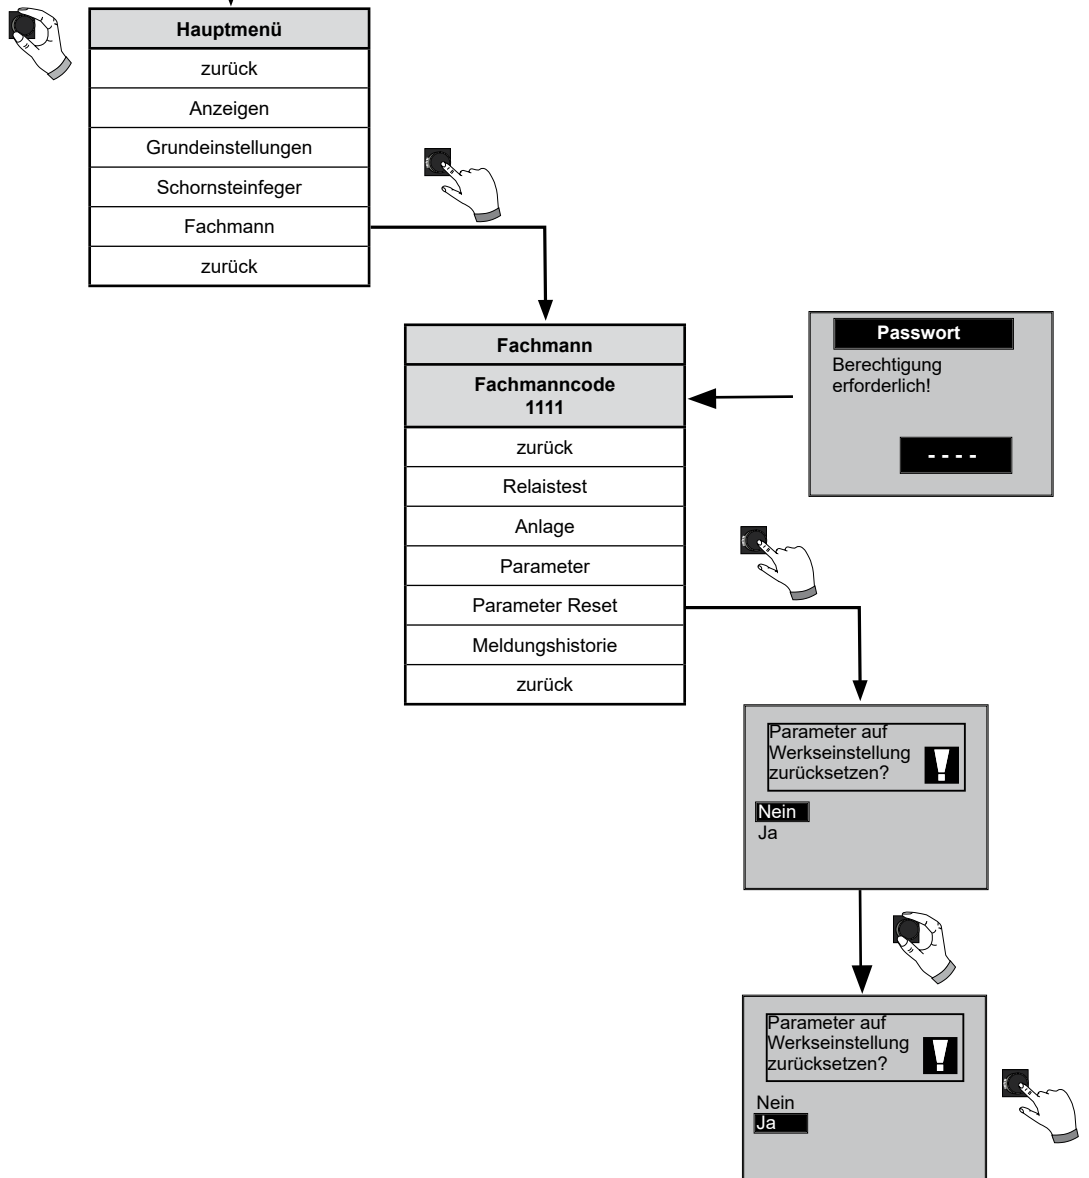 Hauptmenü
zurück
Anzeigen
Grundeinstellungen
Schornsteinfeger
Fachmann
zurück
Fachmann
Fachmanncode
1111
zurück
Relaistest
Anlage
Parameter
Parameter Reset
Meldungshistorie
zurück
Passwort
Berechtigung
erforderlich!
- - - -
Parameter auf
Werkseinstellung
zurücksetzen?
Nein
Ja
Parameter auf
Werkseinstellung
zurücksetzen?
Nein
Ja